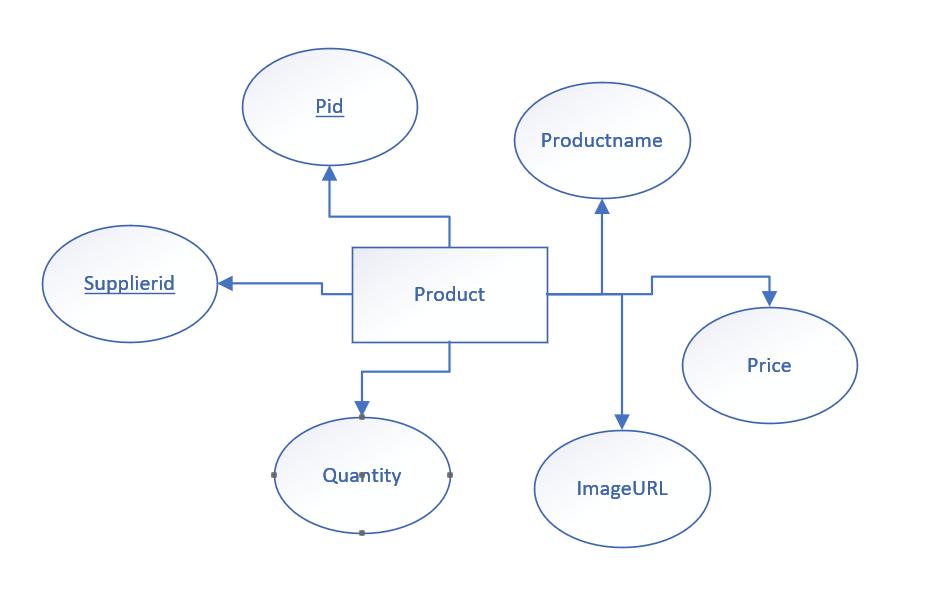 Pid
Productname
Supplierid
Product
Price
Quantity
ImageURL